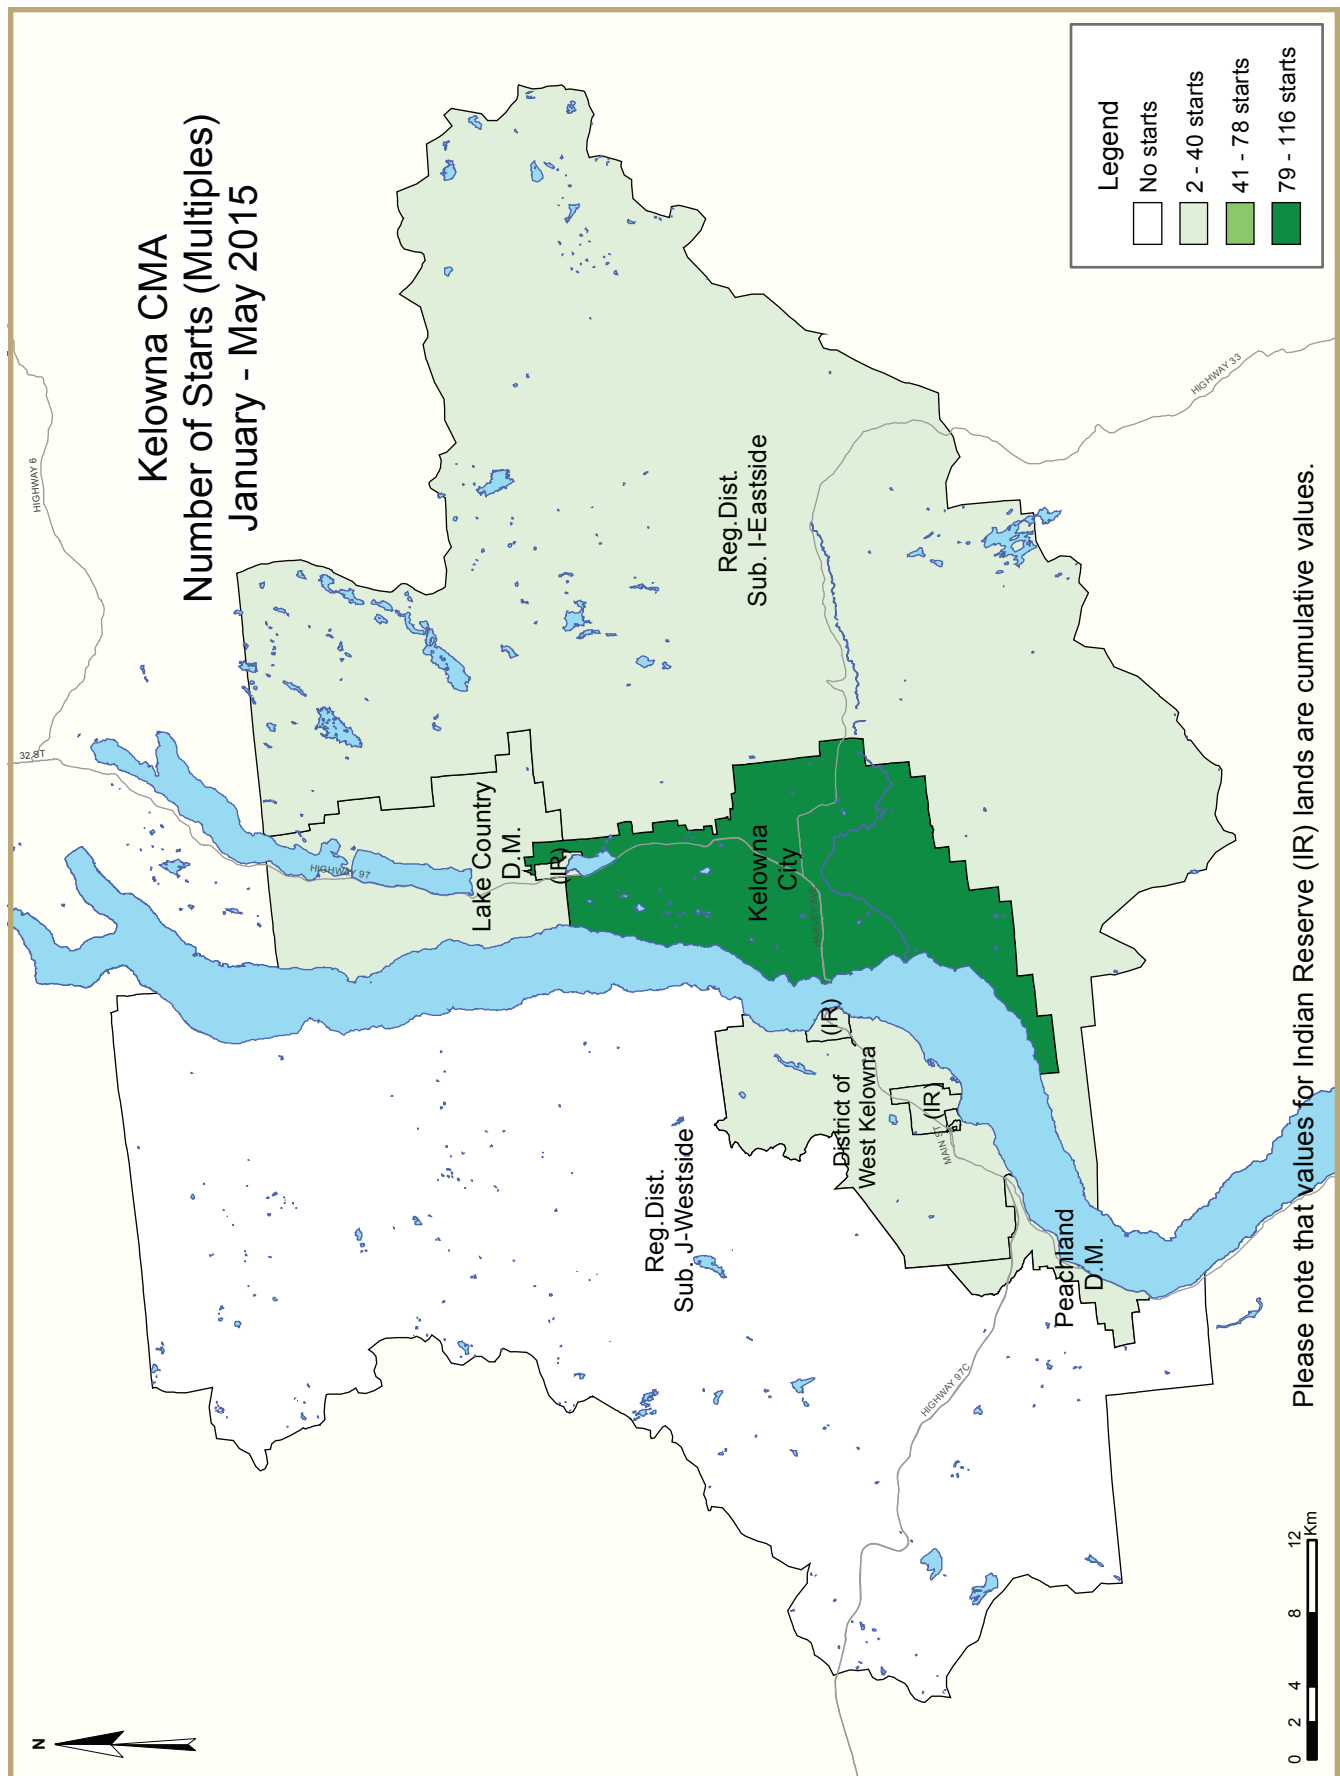 Kelowna CMA
Number of Starts (Multiples)
January - May 2015
N
HIGHWAY 6
32 ST
HIGHWAY 97
Lake Country
D.M.
(IR)
Reg.Dist.
Sub. I-Eastside
Kelowna
City
(IR)
District of
West Kelowna
(IR)
MAIN ST
Reg.Dist.
Sub. J-Westside
Peachland
D.M.
HIGHWAY 97C
HIGHWAY 33
Legend
No starts
2 - 40 starts
41 - 78 starts
79 - 116 starts
0 2 4 8 12
Km
Please note that values for Indian Reserve (IR) lands are cumulative values.